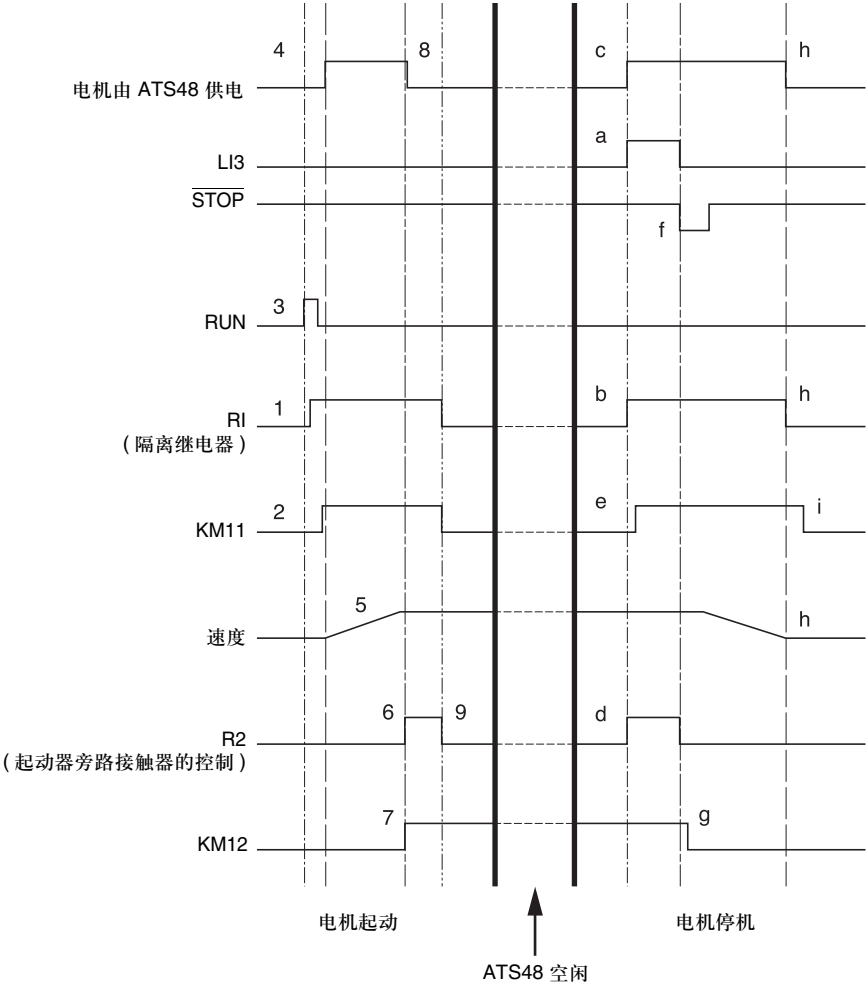 4 8 c h
电机由 ATS48 供电
a
LI3
STOP
f
3
RUN
1 b h
RI
( 隔离继电器 )
2 e i
KM11
5
速度 h
6 9 d
R2
( 起动器旁路接触器的控制 )
7 g
KM12
电机起动 电机停机
ATS48 空闲